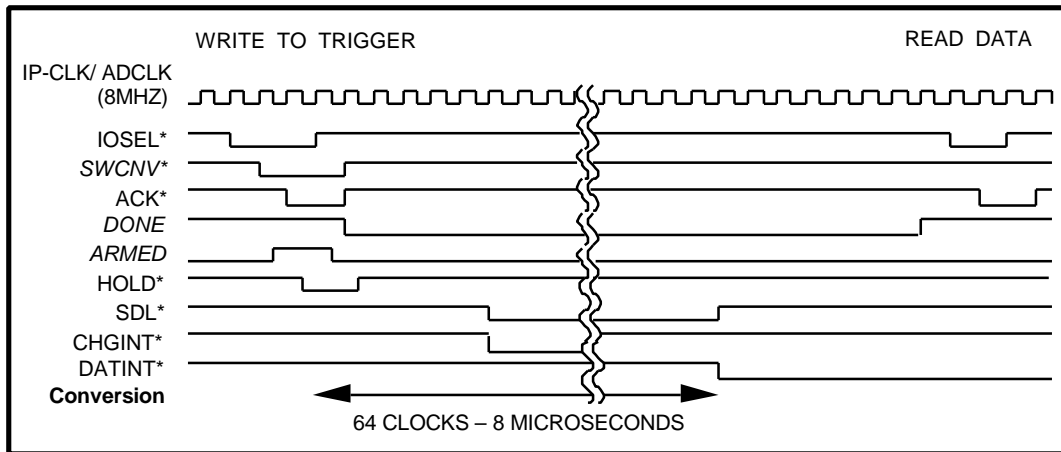 WRITE TO TRIGGER
READ DATA
IP-CLK/ ADCLK
(8MHZ)
IOSEL*
SWCNV*
ACK*
DONE
ARMED
HOLD*
SDL*
CHGINT*
DATINT*
Conversion
64 CLOCKS – 8 MICROSECONDS